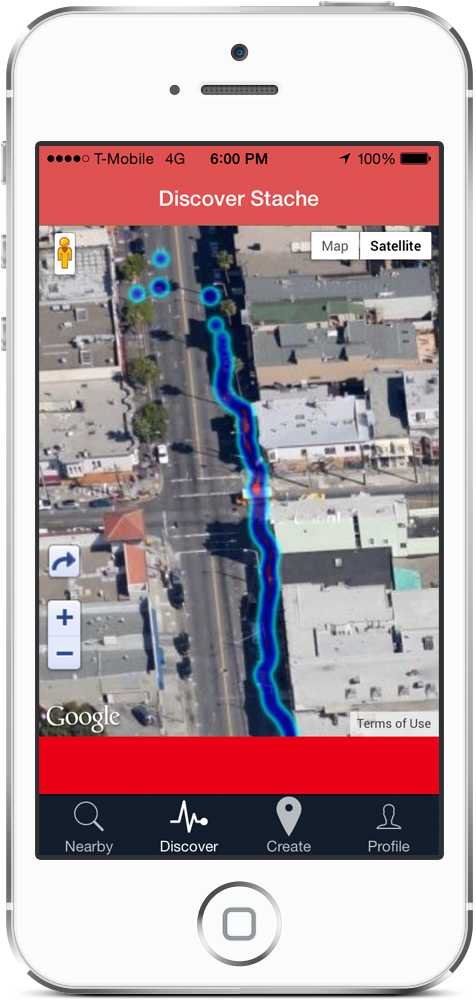 T-Mobile 4G 6:00 PM 100%
Discover Stache
Map Satellite
+
−
Google Terms of Use
Nearby Discover Create Profile